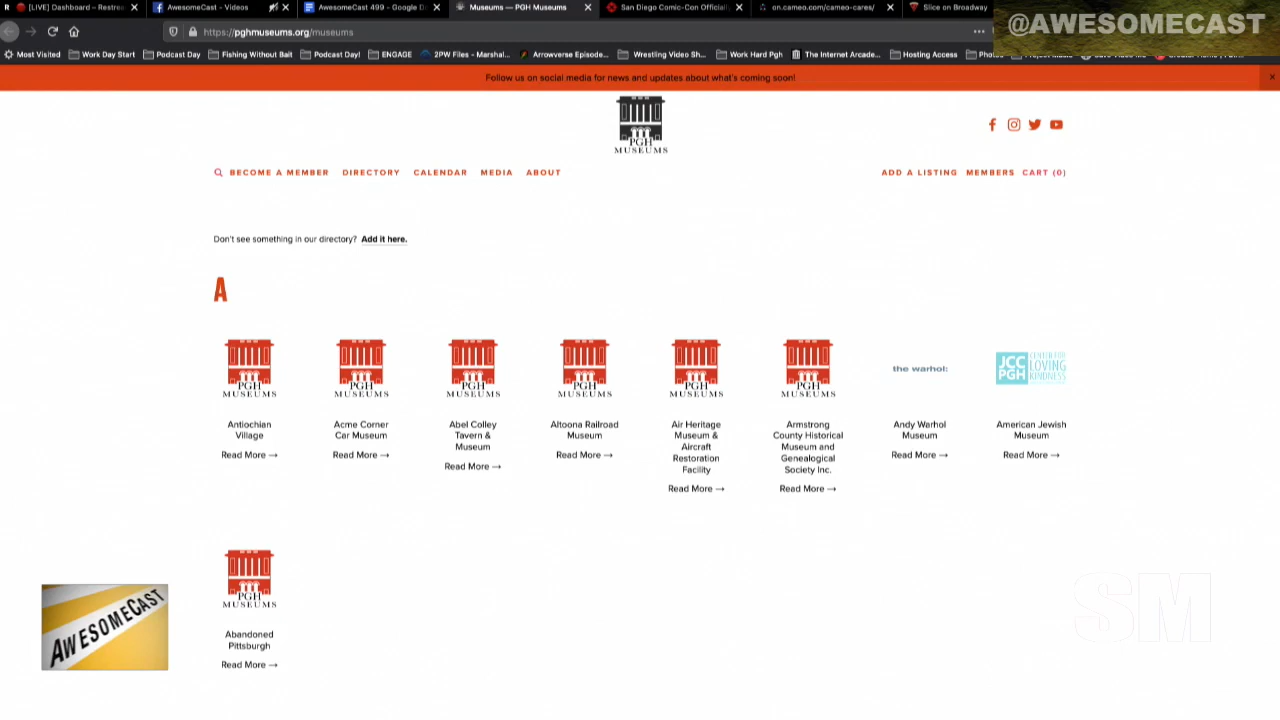 [LIVE] Dashboard – Restrea
AwesomeCast - Videos
AwesomeCast 499 - Google D
Museums — PGH Museums
San Diego Comic-Con Official
on.cameo.com/cameo-cares/
Slice on Broadway
@AWESOMECAST
https://pghmuseums.org/museums
Most Visited
Work Day Start
Podcast Day
Fishing Without Bait
Podcast Day!
ENGAGE
2PW Files - Marshal...
Arrowverse Episode...
Wrestling Video Sh...
Work Hard Pgh
The Internet Arcade...
Hosting Access
Follow us on social media for news and updates about what's coming soon!
PGH
MUSEUMS
BECOME A MEMBER DIRECTORY CALENDAR MEDIA ABOUT
ADD A LISTING MEMBERS CART (0)
Don't see something in our directory? Add it here.
A
PGH
MUSEUMS
Antiochian
Village
Read More →
PGH
MUSEUMS
Acme Corner
Car Museum
Read More →
PGH
MUSEUMS
Abel Colley
Tavern &
Museum
Read More →
PGH
MUSEUMS
Altoona Railroad
Museum
Read More →
PGH
MUSEUMS
Air Heritage
Museum &
Aircraft
Restoration
Facility
Read More →
PGH
MUSEUMS
Armstrong
County Historical
Museum and
Genealogical
Society Inc.
Read More →
the warhol:
Andy Warhol
Museum
Read More →
JCC
PGH
CENTER FOR
LOVING
KINDNESS
American Jewish
Museum
Read More →
PGH
MUSEUMS
Abandoned
Pittsburgh
Read More →
AWESOMECAST
SM